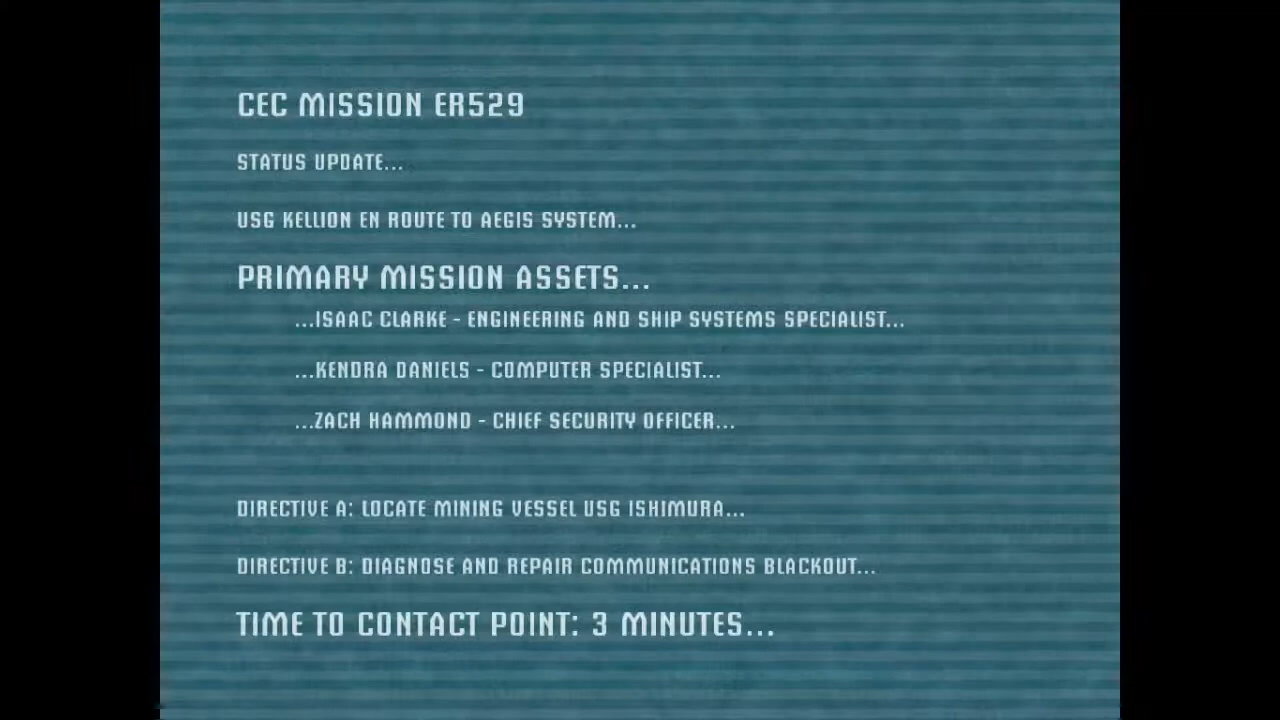 CEC MISSION ER529
STATUS UPDATE...
USG KELLION EN ROUTE TO AEGIS SYSTEM...
PRIMARY MISSION ASSETS...
...ISAAC CLARKE - ENGINEERING AND SHIP SYSTEMS SPECIALIST...
...KENDRA DANIELS - COMPUTER SPECIALIST...
...ZACH HAMMOND - CHIEF SECURITY OFFICER...
DIRECTIVE A: LOCATE MINING VESSEL USG ISHIMURA...
DIRECTIVE B: DIAGNOSE AND REPAIR COMMUNICATIONS BLACKOUT...
TIME TO CONTACT POINT: 3 MINUTES...